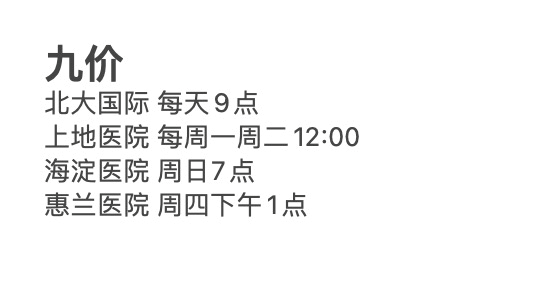 九价
北大国际 每天9点
上地医院 每周一周二12:00
海淀医院 周日7点
惠兰医院 周四下午1点